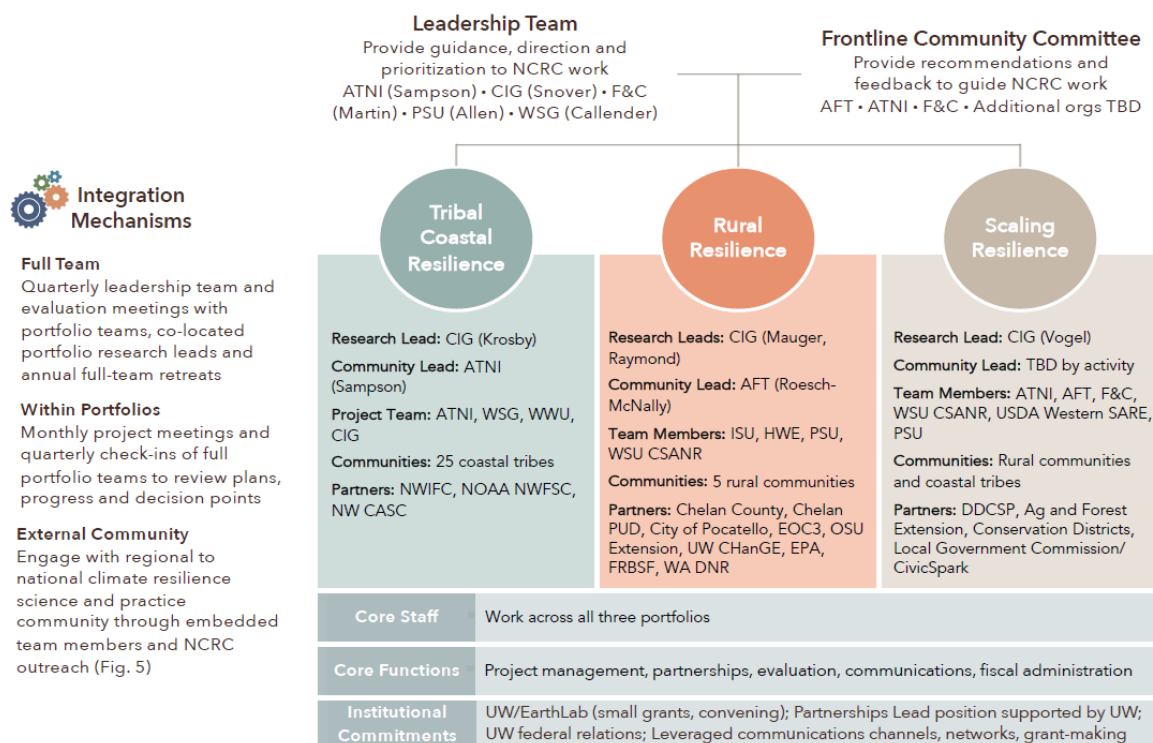 Leadership Team
Provide guidance, direction and
prioritization to NCRC work
ATNI (Sampson) • CIG (Snover) • F&C
(Martin) • PSU (Allen) • WSG (Callender)
Frontline Community Committee
Provide recommendations and
feedback to guide NCRC work
AFT • ATNI • F&C • Additional orgs TBD
Integration
Mechanisms
Full Team
Quarterly leadership team and
evaluation meetings with
portfolio teams, co-located
portfolio research leads and
annual full-team retreats
Within Portfolios
Monthly project meetings and
quarterly check-ins of full
portfolio teams to review plans,
progress and decision points
External Community
Engage with regional to
national climate resilience
science and practice
community through embedded
team members and NCRC
outreach (Fig. 5)
Tribal
Coastal
Resilience
Research Lead: CIG (Krosby)
Community Lead: ATNI
(Sampson)
Project Team: ATNI, WSG, WWU,
CIG
Communities: 25 coastal tribes
Partners: NWIFC, NOAA NWFSC,
NW CASC
Rural
Resilience
Research Leads: CIG (Mauger,
Raymond)
Community Lead: AFT (Roesch-
McNally)
Team Members: ISU, HWE, PSU,
WSU CSANR
Communities: 5 rural communities
Partners: Chelan County, Chelan
PUD, City of Pocatello, EOC3, OSU
Extension, UW CHanGE, EPA,
FRBSF, WA DNR
Scaling
Resilience
Research Lead: CIG (Vogel)
Community Lead: TBD by activity
Team Members: ATNI, AFT, F&C,
WSU CSANR, USDA Western SARE,
PSU
Communities: Rural communities
and coastal tribes
Partners: DDCSP, Ag and Forest
Extension, Conservation Districts,
Local Government Commission/
CivicSpark
Core Staff
Work across all three portfolios
Core Functions
Project management, partnerships, evaluation, communications, fiscal administration
Institutional
Commitments
UW/EarthLab (small grants, convening); Partnerships Lead position supported by UW;
UW federal relations; Leveraged communications channels, networks, grant-making